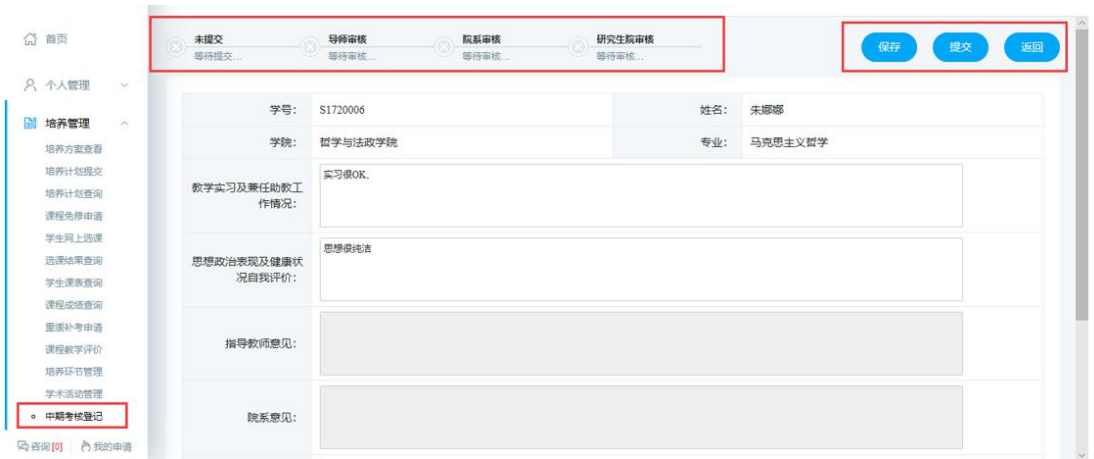 首页
个人管理
培养管理
培养方案查看
培养计划提交
培养计划查询
课程免修申请
学生网上选课
选课结果查询
学生课表查询
课程成绩查询
重缓补考申请
课程教学评价
培养环节管理
学术活动管理
中期考核登记
咨询[0] 我的申请
未提交 导师审核 院系审核 研究生院审核
等待提交... 等待审核... 等待审核... 等待审核...
保存 提交 返回
学号： S1720006 姓名： 朱娜娜
学院： 哲学与法政学院 专业： 马克思主义哲学
教学实习及兼任助教工
作情况：
实习很OK。
思想政治表现及健康状
况自我评价：
思想很纯洁
指导教师意见：
院系意见：